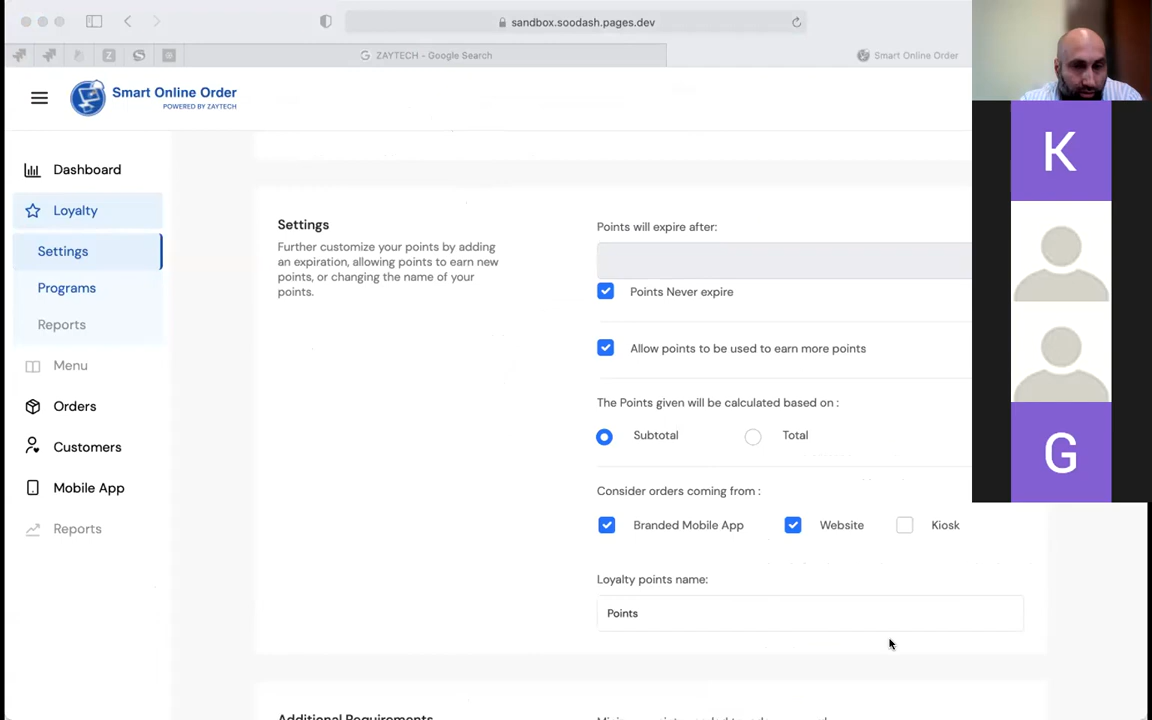 sandbox.soodash.pages.dev
ZAYTECH - Google Search
Smart Online Order
Smart Online Order
POWERED BY ZAYTECH
Dashboard
Loyalty
Settings
Programs
Reports
Menu
Orders
Customers
Mobile App
Reports
Settings
Further customize your points by adding
an expiration, allowing points to earn new
points, or changing the name of your
points.
Points will expire after:
Points Never expire
Allow points to be used to earn more points
The Points given will be calculated based on :
Subtotal
Total
Consider orders coming from :
Branded Mobile App
Website
Kiosk
Loyalty points name:
Points
Additional Requirements
K
G